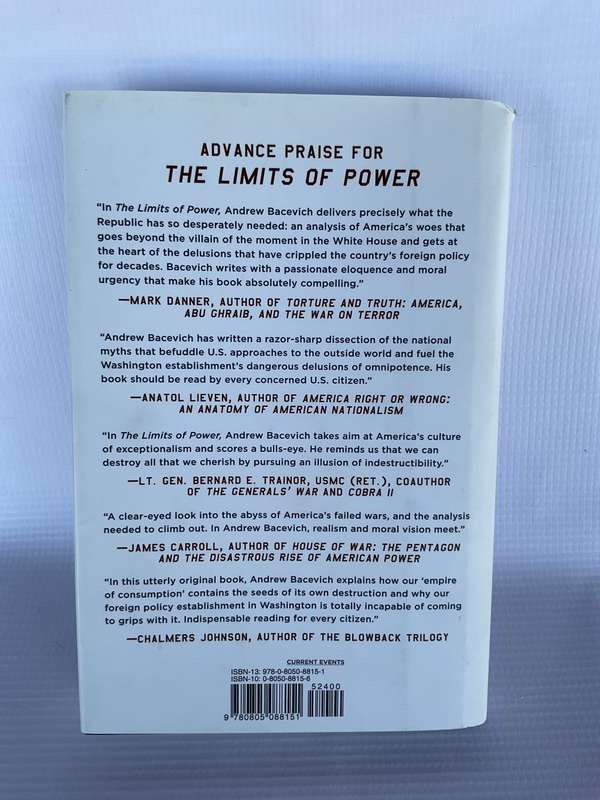 ADVANCE PRAISE FOR
THE LIMITS OF POWER
“In The Limits of Power, Andrew Bacevich delivers precisely what the
Republic has so desperately needed: an analysis of America’s woes that
goes beyond the villain of the moment in the White House and gets at
the heart of the delusions that have crippled the country’s foreign policy
for decades. Bacevich writes with a passionate eloquence and moral
urgency that make his book absolutely compelling.”
—MARK DANNER, AUTHOR OF TORTURE AND TRUTH: AMERICA,
ABU GHRAIB, AND THE WAR ON TERROR
“Andrew Bacevich has written a razor-sharp dissection of the national
myths that befuddle U.S. approaches to the outside world and fuel the
Washington establishment’s dangerous delusions of omnipotence. His
book should be read by every concerned U.S. citizen.”
—ANATOL LIEVEN, AUTHOR OF AMERICA RIGHT OR WRONG:
AN ANATOMY OF AMERICAN NATIONALISM
“In The Limits of Power, Andrew Bacevich takes aim at America’s culture
of exceptionalism and scores a bulls-eye. He reminds us that we can
destroy all that we cherish by pursuing an illusion of indestructibility.”
—LT. GEN. BERNARD E. TRAINOR, USMC (RET.), COAUTHOR
OF THE GENERALS’ WAR AND COBRA II
“A clear-eyed look into the abyss of America’s failed wars, and the analysis
needed to climb out. In Andrew Bacevich, realism and moral vision meet.”
—JAMES CARROLL, AUTHOR OF HOUSE OF WAR: THE PENTAGON
AND THE DISASTROUS RISE OF AMERICAN POWER
“In this utterly original book, Andrew Bacevich explains how our ‘empire
of consumption’ contains the seeds of its own destruction and why our
foreign policy establishment in Washington is totally incapable of coming
to grips with it. Indispensable reading for every citizen.”
—CHALMERS JOHNSON, AUTHOR OF THE BLOWBACK TRILOGY
CURRENT EVENTS
ISBN-13: 978-0-8050-8815-1
ISBN-10: 0-8050-8815-6
52400
9 780805 088151